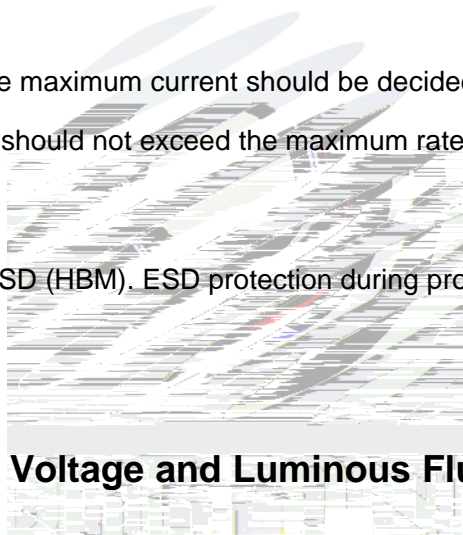 e maximum current should be decided
should not exceed the maximum rate
SD (HBM). ESD protection during pro
Voltage and Luminous Flu